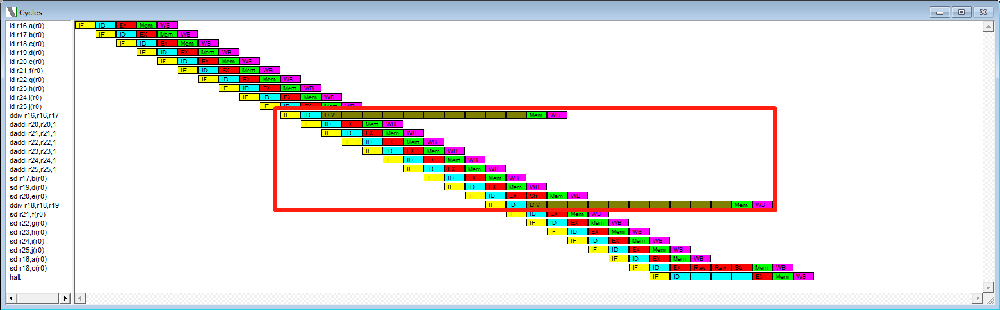 Cycles
ld r16,a(r0) IF ID EX Mem WB
ld r17,b(r0) IF ID EX Mem WB
ld r18,c(r0) IF ID EX Mem WB
ld r19,d(r0) IF ID EX Mem WB
ld r20,e(r0) IF ID EX Mem WB
ld r21,f(r0) IF ID EX Mem WB
ld r22,g(r0) IF ID EX Mem WB
ld r23,h(r0) IF ID EX Mem WB
ld r24,i(r0) IF ID EX Mem WB
ld r25,j(r0) IF ID EX Mem WB
ddiv r16,r16,r17 IF ID DIV Mem WB
daddi r20,r20,1 IF ID EX Mem WB
daddi r21,r21,1 IF ID EX Mem WB
daddi r22,r22,1 IF ID EX Mem WB
daddi r23,r23,1 IF ID EX Mem WB
daddi r24,r24,1 IF ID EX Mem WB
daddi r25,r25,1 IF ID EX Mem WB
sd r17,b(r0) IF ID EX Mem WB
sd r19,d(r0) IF ID EX Mem WB
sd r20,e(r0) IF ID EX Str Mem WB
ddiv r18,r18,r19 IF ID DIV Mem WB
sd r21,f(r0) IF ID EX Mem WB
sd r22,g(r0) IF ID EX Mem WB
sd r23,h(r0) IF ID EX Mem WB
sd r24,i(r0) IF ID EX Mem WB
sd r25,j(r0) IF ID EX Mem WB
sd r16,a(r0) IF ID EX Mem WB
sd r18,c(r0) IF ID EX Raw Raw Str Mem WB
halt IF ID EX Mem WB